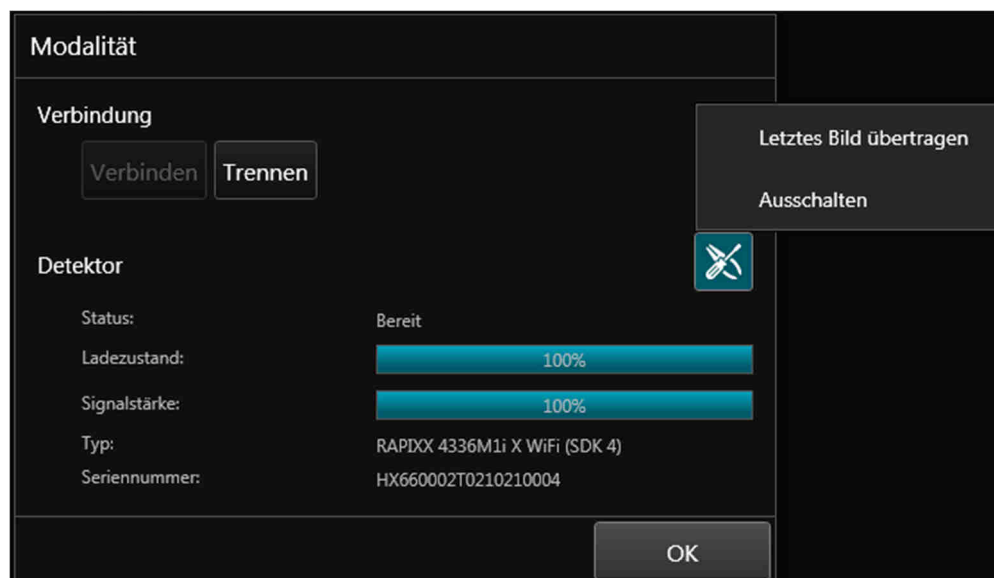 Modalität
Verbindung
Verbinden Trennen
Letztes Bild übertragen
Ausschalten
Detektor
Status: Bereit
Ladezustand: 100%
Signalstärke: 100%
Typ: RAPIXX 4336M1i X WiFi (SDK 4)
Seriennummer: HX660002T0210210004
OK